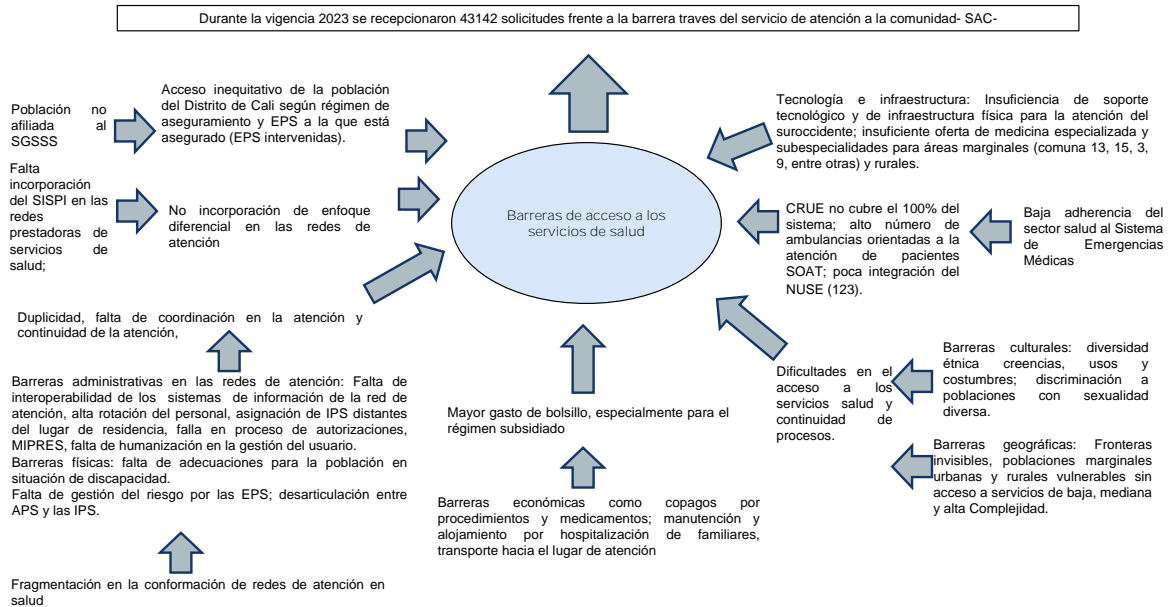 Durante la vigencia 2023 se recepcionaron 43142 solicitudes frente a la barrera traves del servicio de atención a la comunidad- SAC-
Población no
afiliada al
SGSSS
Acceso inequitativo de la población
del Distrito de Cali según régimen de
aseguramiento y EPS a la que está
asegurado (EPS intervenidas).
Falta
incorporación
del SISPI en las
redes
prestadoras de
servicios de
salud;
No incorporación de enfoque
diferencial en las redes de
atención
Duplicidad, falta de coordinación en la atención y
continuidad de la atención,
Barreras administrativas en las redes de atención: Falta de
interoperabilidad de los sistemas de información de la red de
atención, alta rotación del personal, asignación de IPS distantes
del lugar de residencia, falla en proceso de autorizaciones,
MIPRES, falta de humanización en la gestión del usuario.
Barreras físicas: falta de adecuaciones para la población en
situación de discapacidad.
Falta de gestión del riesgo por las EPS; desarticulación entre
APS y las IPS.
Fragmentación en la conformación de redes de atención en
salud
Barreras de acceso a los
servicios de salud
Mayor gasto de bolsillo, especialmente para el
régimen subsidiado
Barreras económicas como copagos por
procedimientos y medicamentos; manutención y
alojamiento por hospitalización de familiares,
transporte hacia el lugar de atención
Tecnología e infraestructura: Insuficiencia de soporte
tecnológico y de infraestructura física para la atención del
suroccidente; insuficiente oferta de medicina especializada y
subespecialidades para áreas marginales (comuna 13, 15, 3,
9, entre otras) y rurales.
CRUE no cubre el 100% del
sistema; alto número de
ambulancias orientadas a la
atención de pacientes
SOAT; poca integración del
NUSE (123).
Baja adherencia del
sector salud al Sistema
de Emergencias
Médicas
Dificultades en el
acceso a los
servicios salud y
continuidad de
procesos.
Barreras culturales: diversidad
étnica creencias, usos y
costumbres; discriminación a
poblaciones con sexualidad
diversa.
Barreras geográficas: Fronteras
invisibles, poblaciones marginales
urbanas y rurales vulnerables sin
acceso a servicios de baja, mediana
y alta Complejidad.